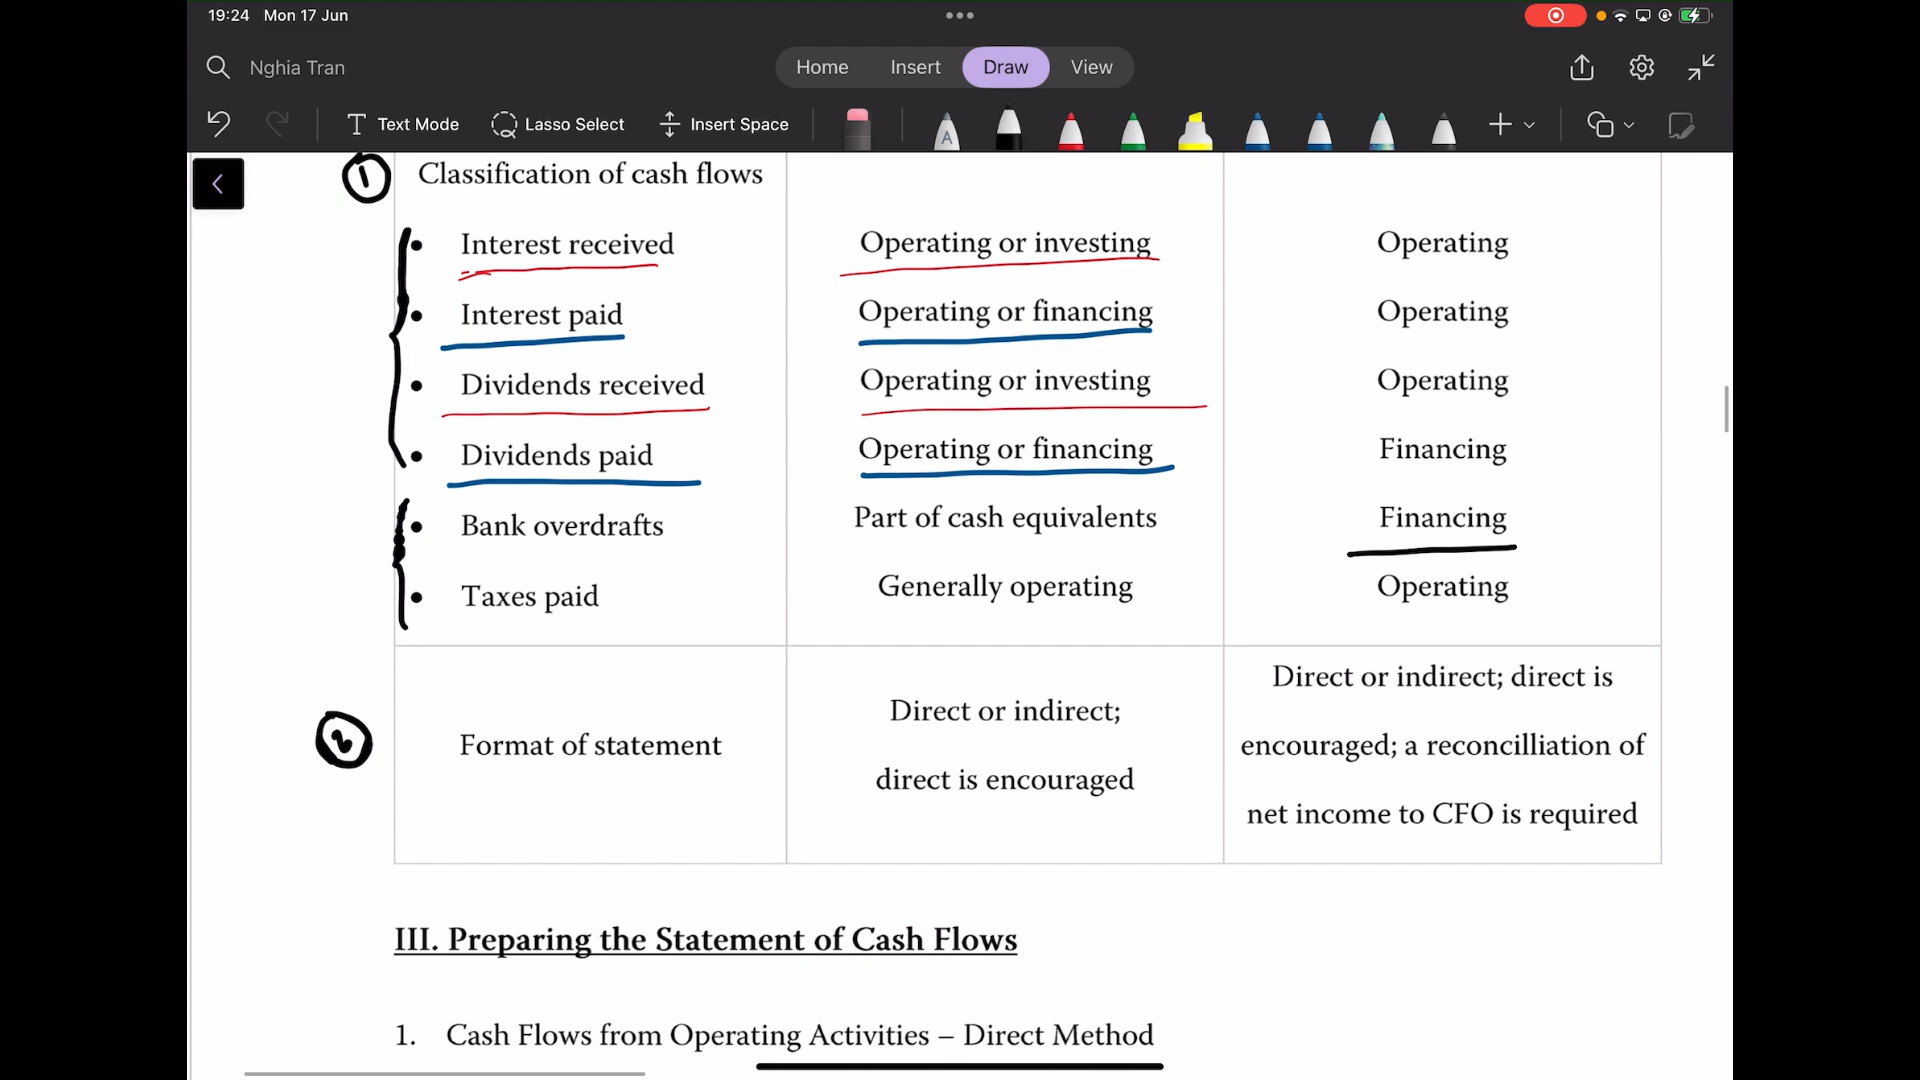 19:24 Mon 17 Jun
Nghia Tran
Home Insert Draw View
Text Mode Lasso Select Insert Space A
1 Classification of cash flows
• Interest received Operating or investing Operating
• Interest paid Operating or financing Operating
• Dividends received Operating or investing Operating
• Dividends paid Operating or financing Financing
• Bank overdrafts Part of cash equivalents Financing
• Taxes paid Generally operating Operating
2 Format of statement
Direct or indirect;
direct is encouraged
Direct or indirect; direct is
encouraged; a reconcilliation of
net income to CFO is required
III. Preparing the Statement of Cash Flows
1. Cash Flows from Operating Activities – Direct Method